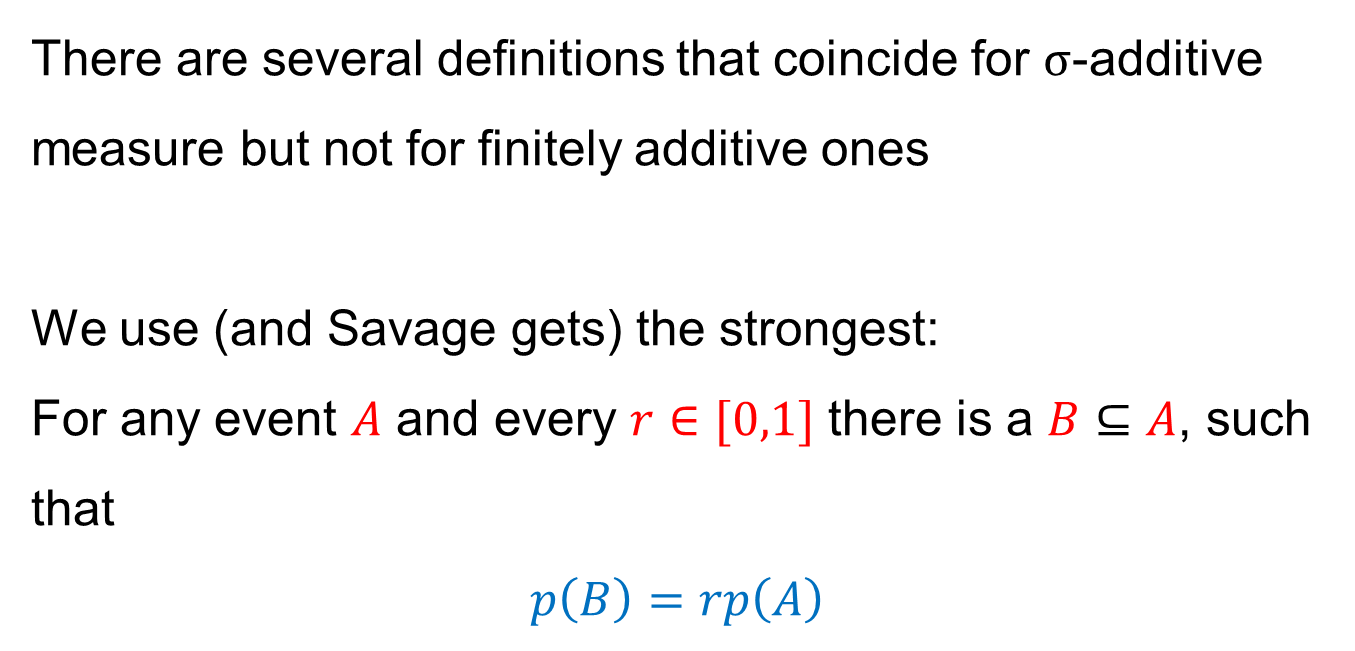 There are several definitions that coincide for σ-additive
measure but not for finitely additive ones
We use (and Savage gets) the strongest:
For any event A and every r ∈ [0,1] there is a B ⊆ A, such
that
p(B) = rp(A)